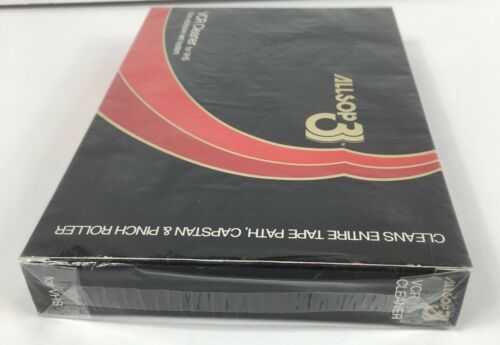 VCR Cleaner for VHS
ALLSOP 3
CLEANS ENTIRE TAPE PATH, CAPSTAN & PINCH ROLLER
ALLSOP 3
VCR
CLEANER
for VHS